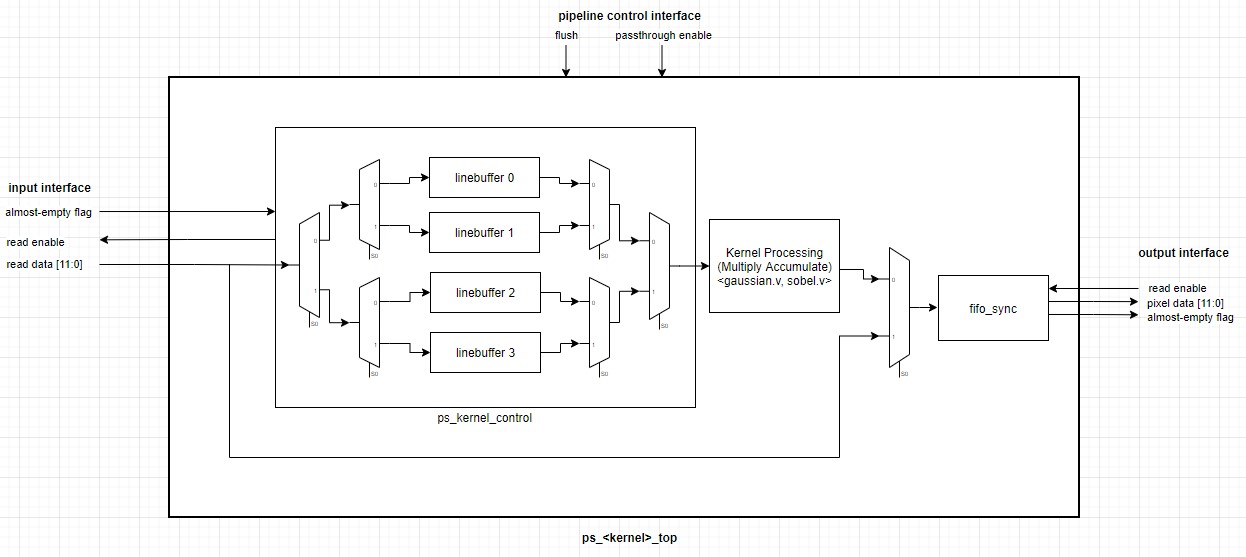 pipeline control interface
flush passthrough enable
input interface
almost-empty flag
read enable
read data [11:0]
0
1
S0
0
1
S0
0
1
S0
linebuffer 0
linebuffer 1
linebuffer 2
linebuffer 3
0
1
S0
0
1
S0
0
1
S0
ps_kernel_control
Kernel Processing
(Multiply Accumulate)
<gaussian.v, sobel.v>
0
1
S0
fifo_sync
output interface
read enable
pixel data [11:0]
almost-empty flag
ps_<kernel>_top